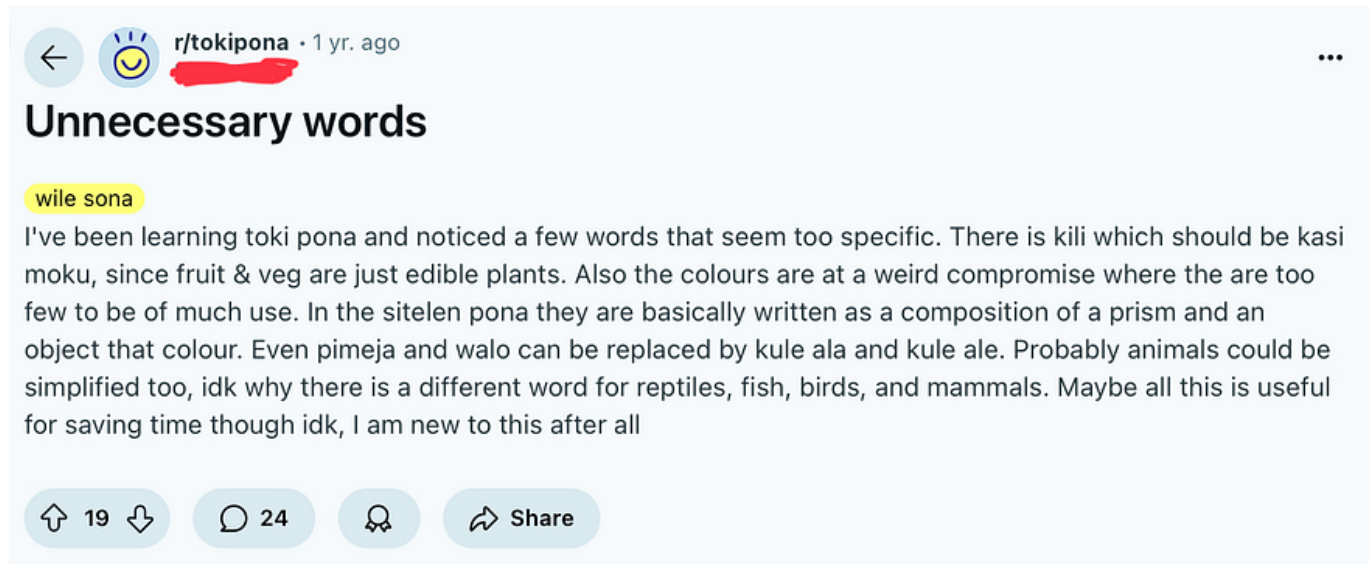 r/tokipona • 1 yr. ago
Unnecessary words
wile sona
I've been learning toki pona and noticed a few words that seem too specific. There is kili which should be kasi
moku, since fruit & veg are just edible plants. Also the colours are at a weird compromise where the are too
few to be of much use. In the sitelen pona they are basically written as a composition of a prism and an
object that colour. Even pimeja and walo can be replaced by kule ala and kule ale. Probably animals could be
simplified too, idk why there is a different word for reptiles, fish, birds, and mammals. Maybe all this is useful
for saving time though idk, I am new to this after all
19 24 Share